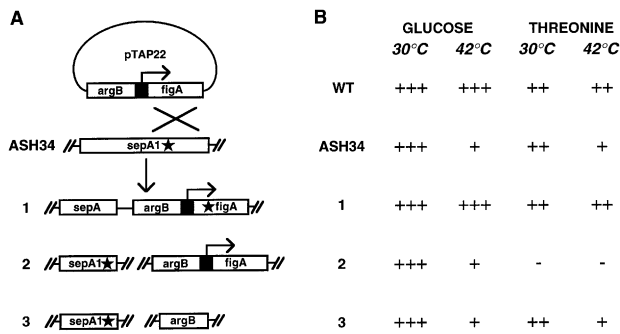 A
pTAP22
argB figA
ASH34 sepA1★
1 sepA argB ★figA
2 sepA1★ argB figA
3 sepA1★ argB
B
GLUCOSE THREONINE
30°C 42°C 30°C 42°C
WT +++ +++ ++ ++
ASH34 +++ + ++ +
1 +++ +++ ++ ++
2 +++ + - -
3 +++ + ++ +